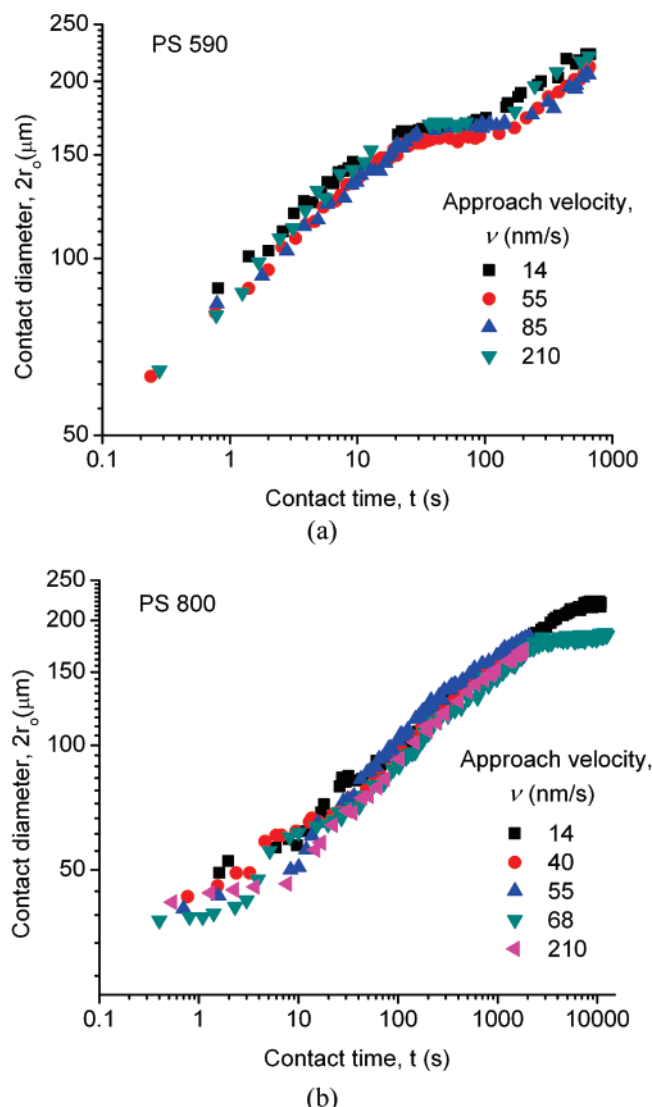 250
PS 590
200
150
100
50
Contact diameter, 2rₒ(μm)
Approach velocity,
ν (nm/s)
14
55
85
210
0.1 1 10 100 1000
Contact time, t (s)
(a)
250
PS 800
200
150
100
50
Contact diameter, 2rₒ(μm)
Approach velocity,
ν (nm/s)
14
40
55
68
210
0.1 1 10 100 1000 10000
Contact time, t (s)
(b)